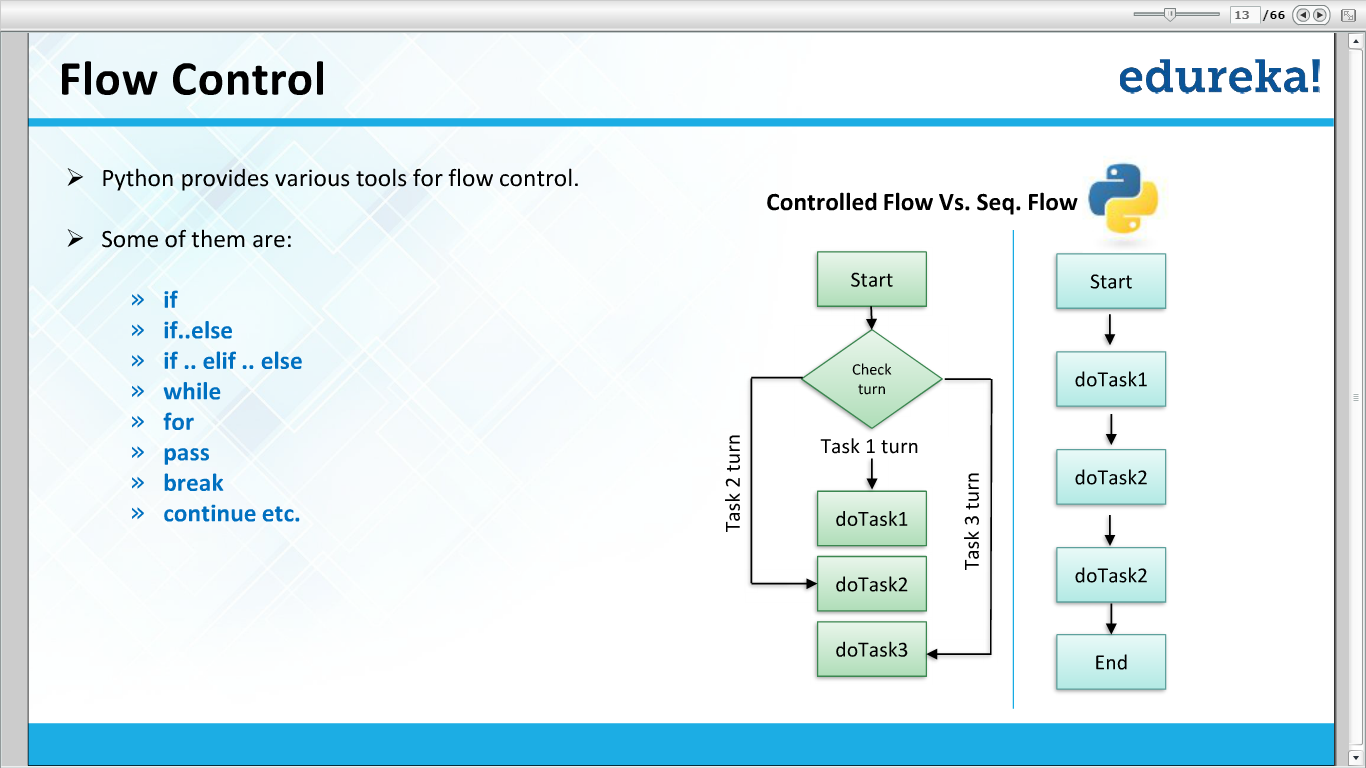 13 /66
Flow Control
edureka!
Python provides various tools for flow control.
Some of them are:
» if
» if..else
» if .. elif .. else
» while
» for
» pass
» break
» continue etc.
Controlled Flow Vs. Seq. Flow
Start
Check
turn
Task 1 turn
Task 2 turn
Task 3 turn
doTask1
doTask2
doTask3
Start
doTask1
doTask2
doTask2
End